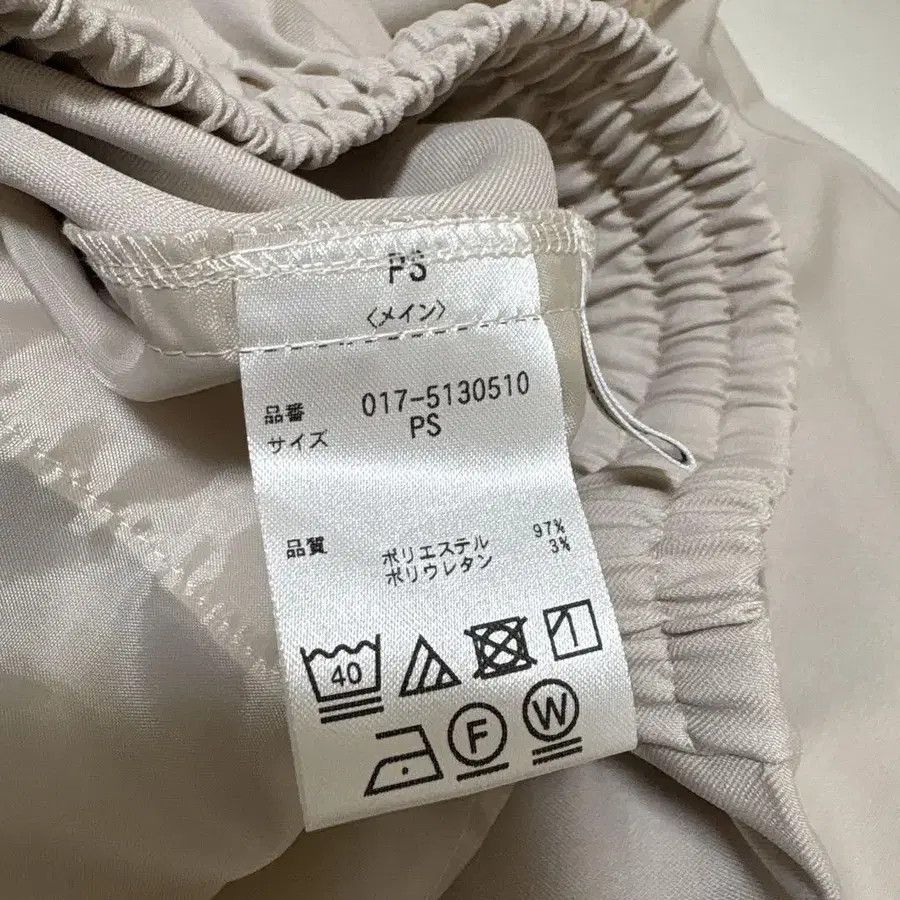 PS
〈メイン〉
品番 017-5130510
サイズ PS
品質 ポリエステル 97%
ポリウレタン 3%
40
F W